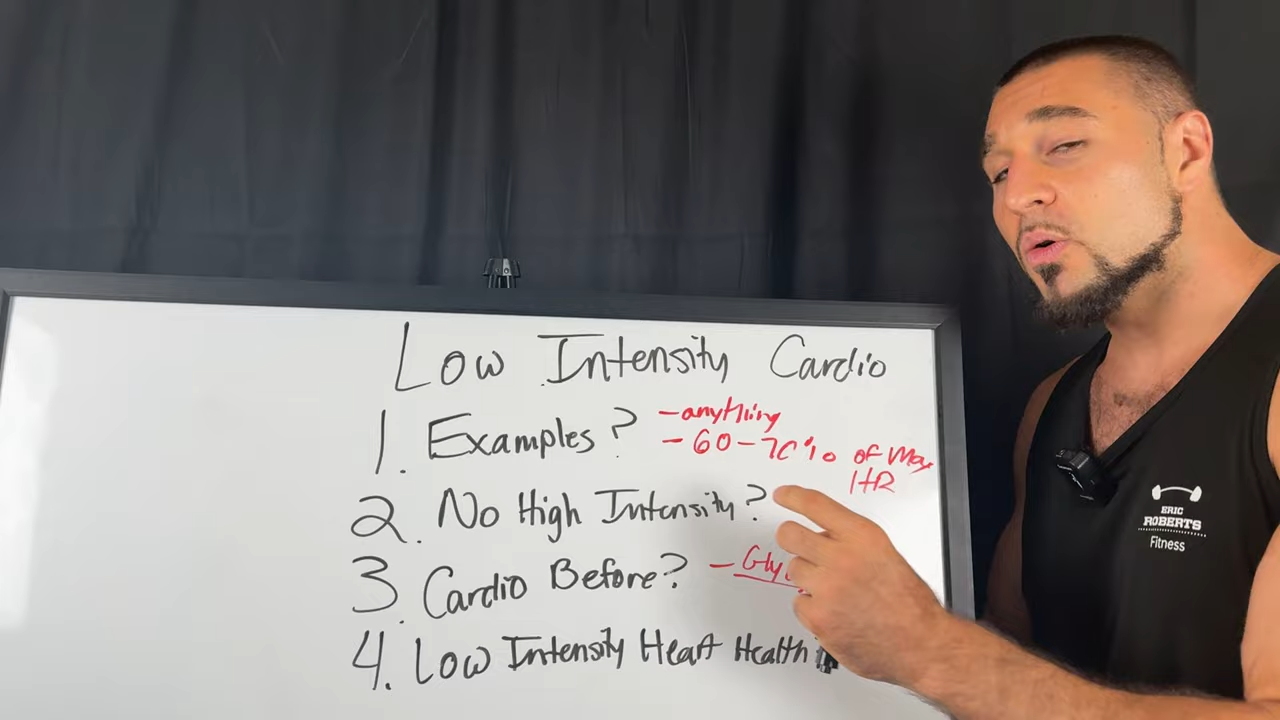 Low Intensity Cardio
1. Examples? - anything
- 60-70% of Max
HR
2. No High Intensity?
3. Cardio Before? - Gly
4. Low Intensity Heart Health
ERIC
ROBERTS
Fitness